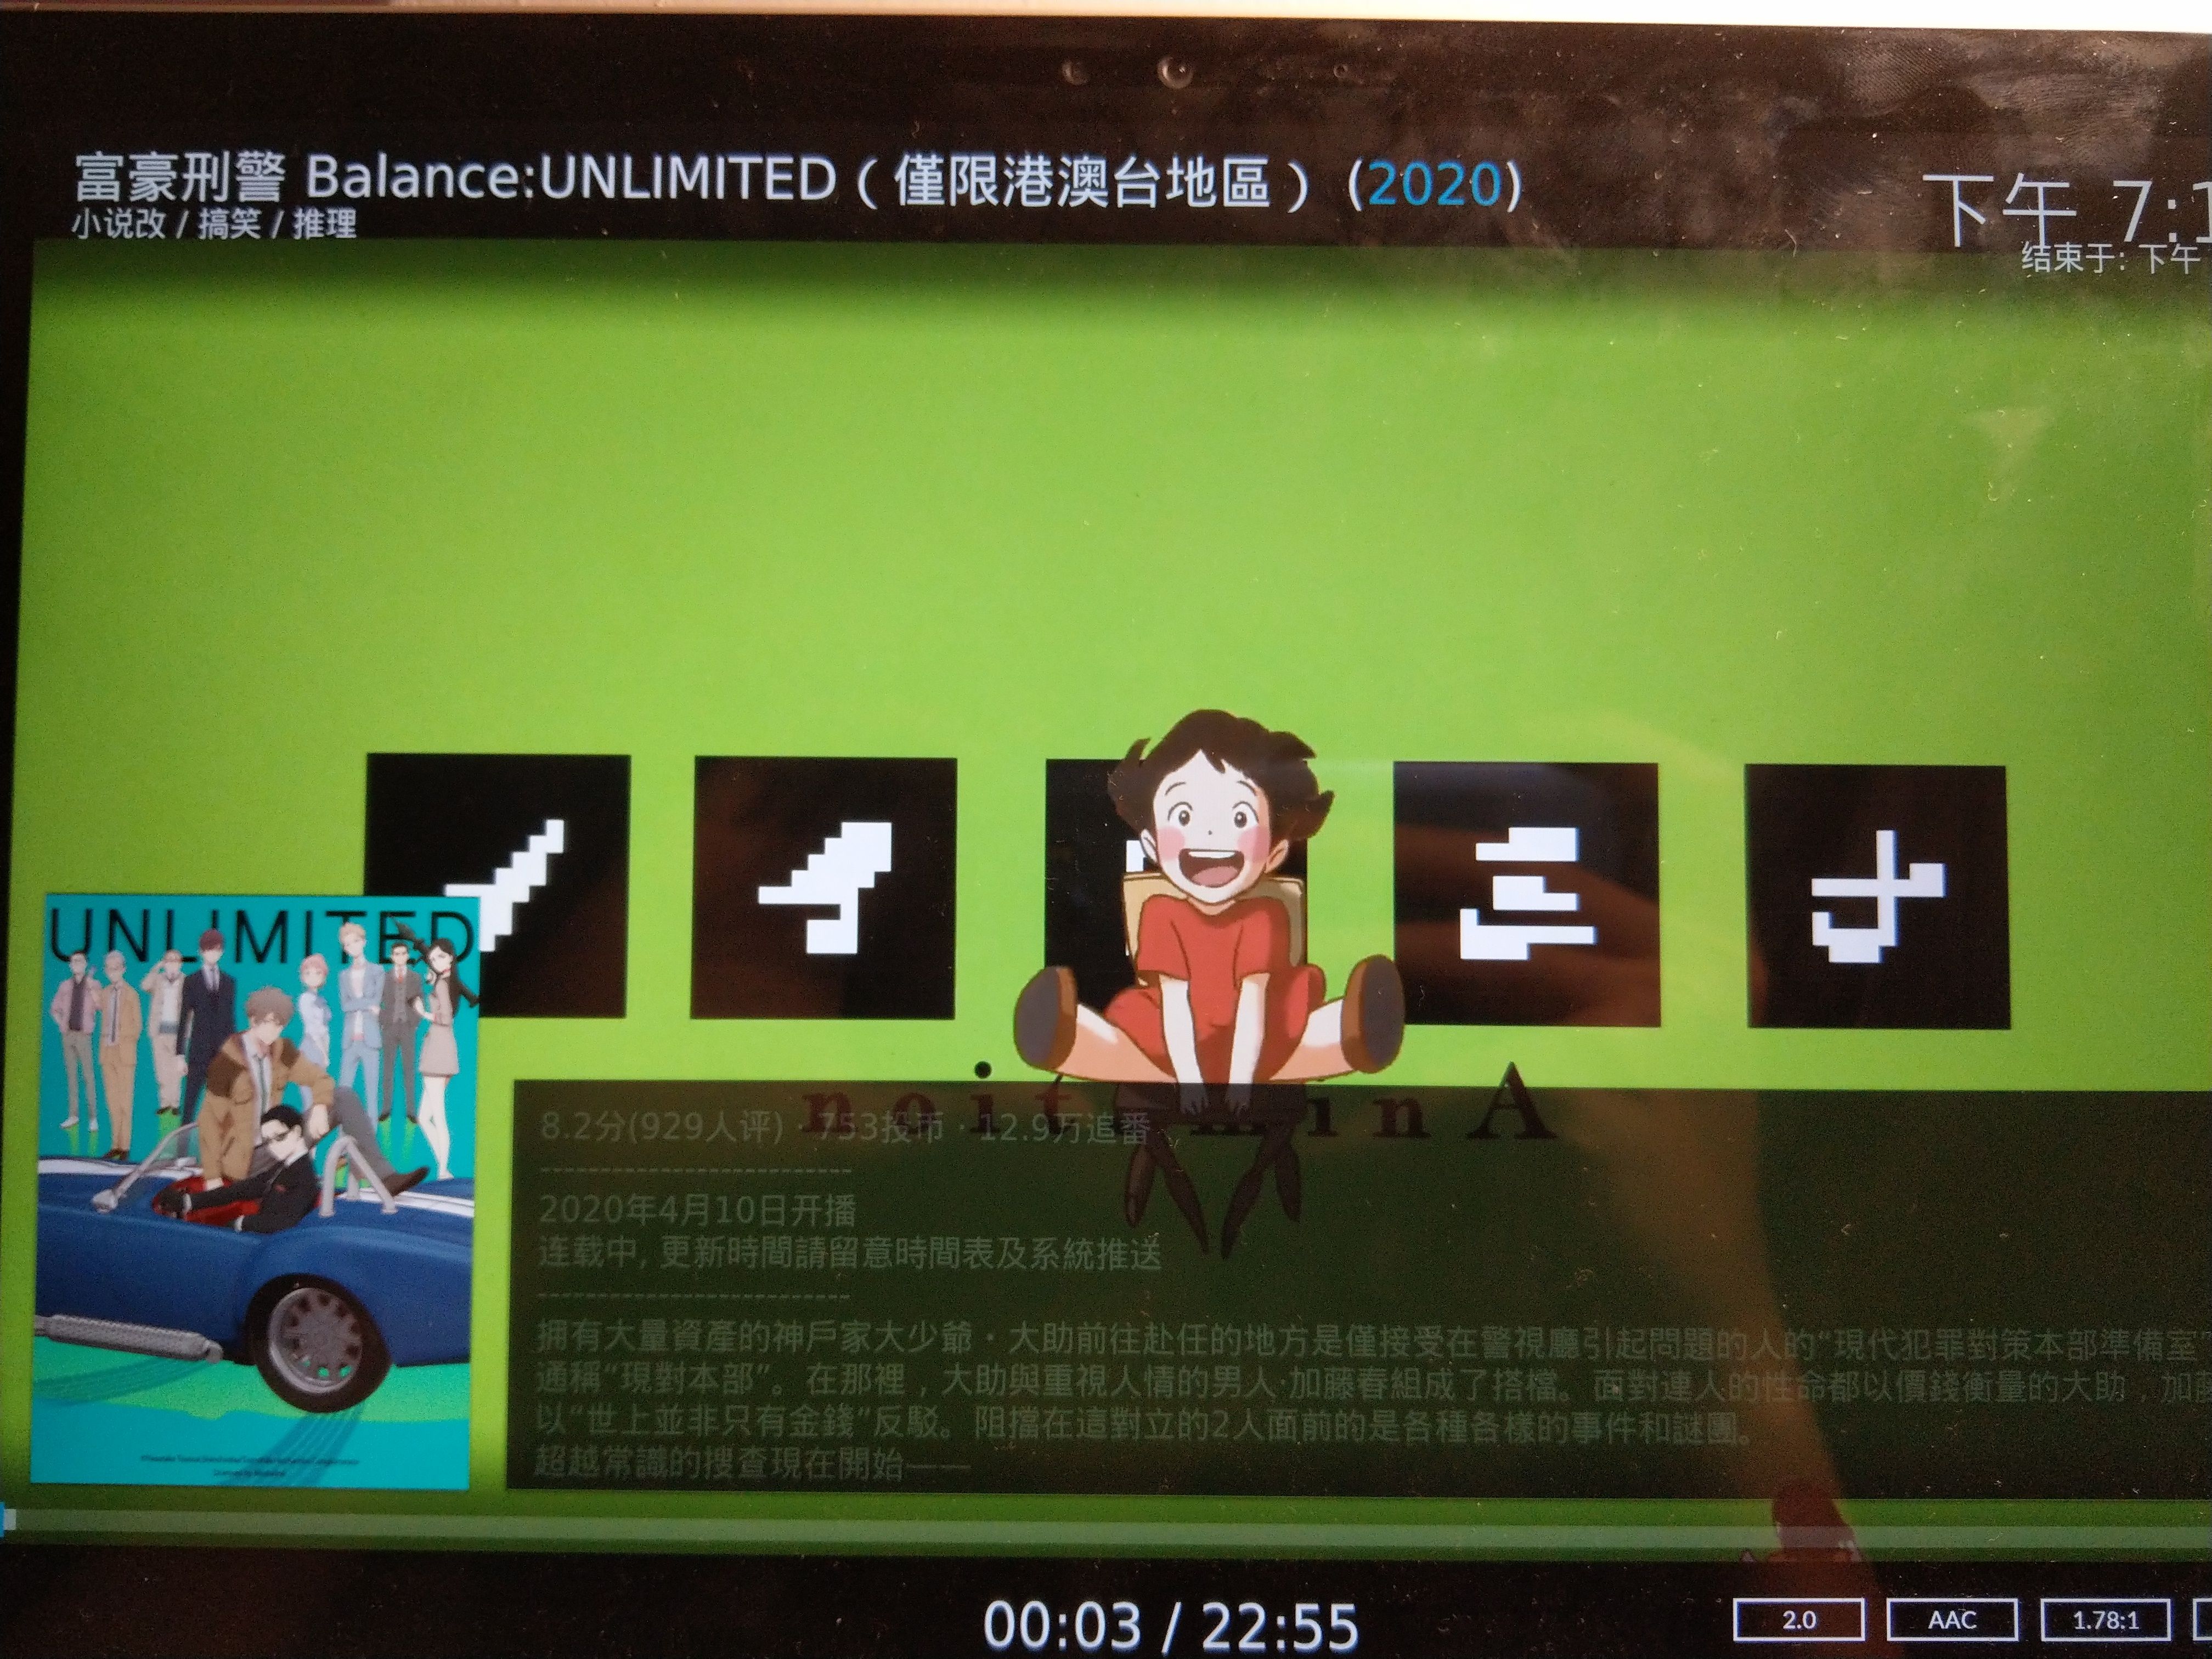 富豪刑警 Balance:UNLIMITED（僅限港澳台地區） (2020)
小说改 / 搞笑 / 推理
下午 7:1
结束于: 下午
ノイタミナ
noitaminA
UNLIMITED
8.2分(929人评) · 753投币 · 12.9万追番
---------------------------
2020年4月10日开播
连载中, 更新時間請留意時間表及系統推送
---------------------------
擁有大量資產的神戶家大少爺・大助前往赴任的地方是僅接受在警視廳引起問題的人的“現代犯罪對策本部準備室”
通稱“現對本部”。在那裡，大助與重視人情的男人·加藤春組成了搭檔。面對連人的性命都以價錢衡量的大助，加
以“世上並非只有金錢”反駁。阻擋在這對立的2人面前的是各種各樣的事件和謎團。
超越常識的搜查現在開始——
00:03 / 22:55
2.0
AAC
1.78:1